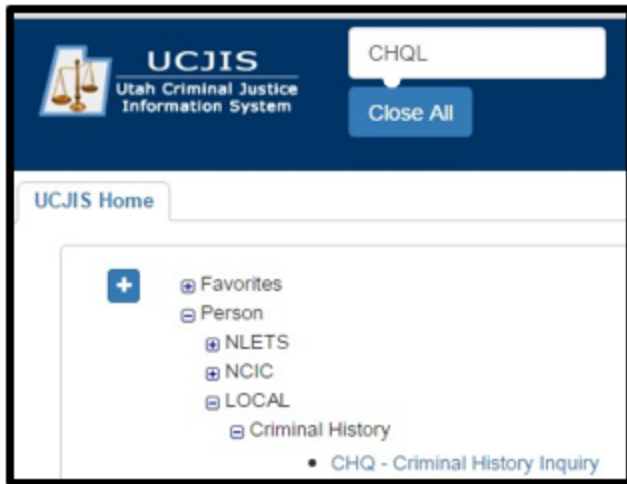 UCJIS
Utah Criminal Justice
Information System
CHQL
Close All
UCJIS Home
Favorites
Person
NLETS
NCIC
LOCAL
Criminal History
CHQ - Criminal History Inquiry